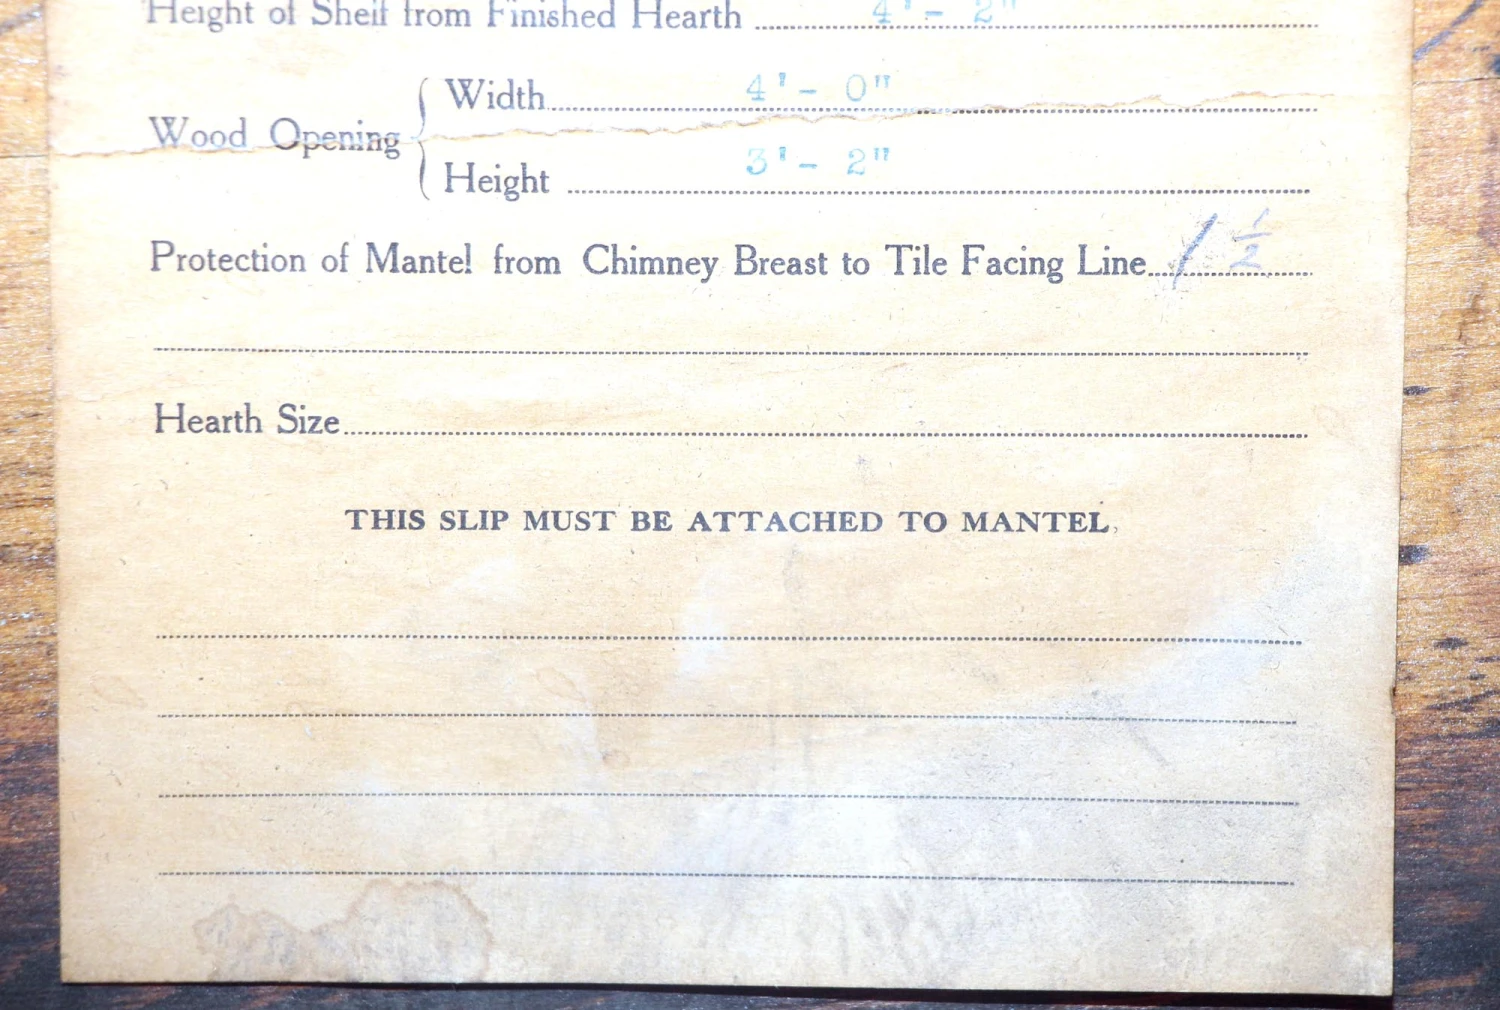 Height of Shelf from Finished Hearth 4'- 2"
Width 4'- 0"
Wood Opening
Height 3'- 2"
Protection of Mantel from Chimney Breast to Tile Facing Line 1 1/2
Hearth Size
THIS SLIP MUST BE ATTACHED TO MANTEL.